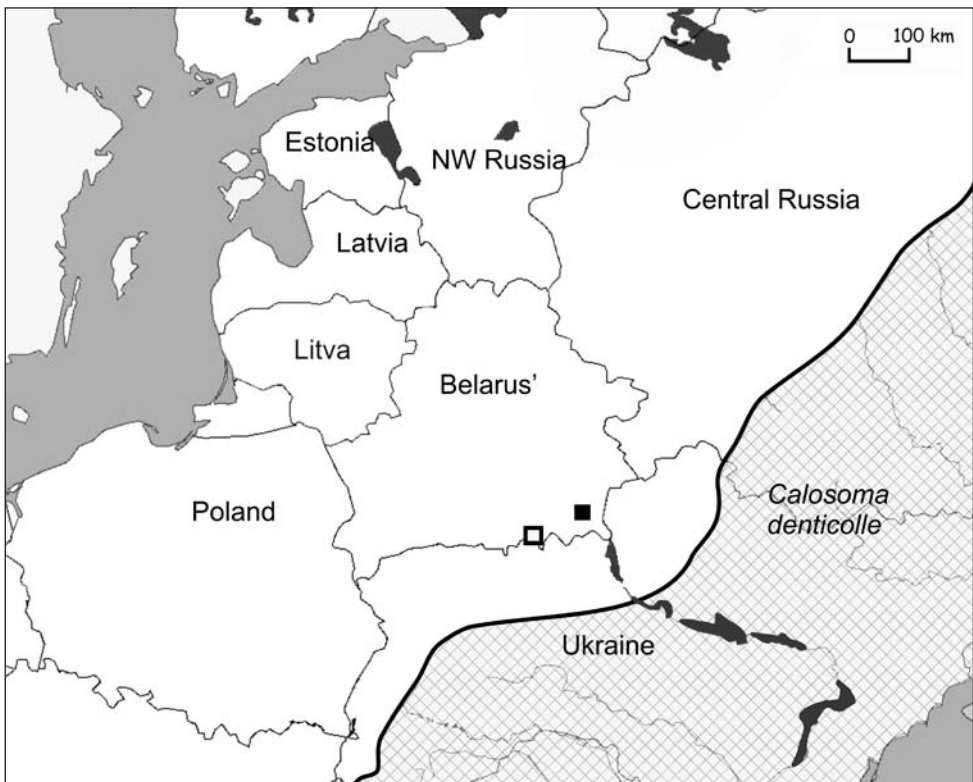 0 100 km
Estonia
NW Russia
Central Russia
Latvia
Litva
Belarus’
Poland
Calosoma
denticolle
Ukraine